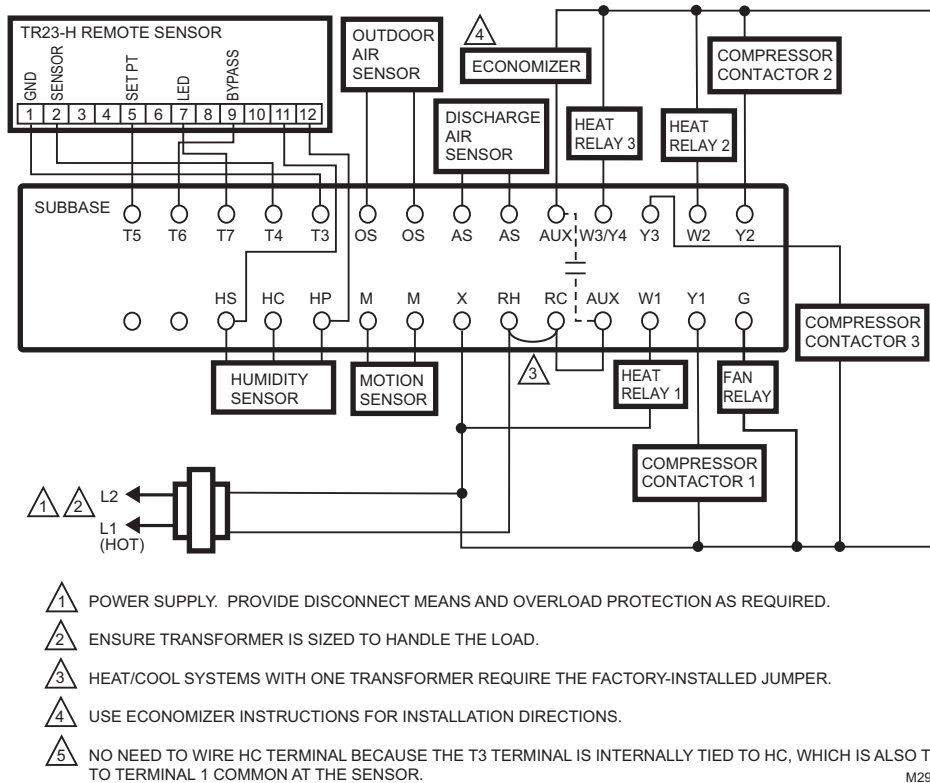 TR23-H REMOTE SENSOR
GND
SENSOR
SET PT
LED
BYPASS
1 2 3 4 5 6 7 8 9 10 11 12
OUTDOOR
AIR
SENSOR
4
ECONOMIZER
DISCHARGE
AIR
SENSOR
HEAT
RELAY 3
HEAT
RELAY 2
COMPRESSOR
CONTACTOR 2
SUBBASE
T5 T6 T7 T4 T3 OS OS AS AS AUX W3/Y4 Y3 W2 Y2
HS HC HP M M X RH RC AUX W1 Y1 G
HUMIDITY
SENSOR
MOTION
SENSOR
3
HEAT
RELAY 1
FAN
RELAY
COMPRESSOR
CONTACTOR 3
COMPRESSOR
CONTACTOR 1
1 2 L2
L1
(HOT)
1 POWER SUPPLY. PROVIDE DISCONNECT MEANS AND OVERLOAD PROTECTION AS REQUIRED.
2 ENSURE TRANSFORMER IS SIZED TO HANDLE THE LOAD.
3 HEAT/COOL SYSTEMS WITH ONE TRANSFORMER REQUIRE THE FACTORY-INSTALLED JUMPER.
4 USE ECONOMIZER INSTRUCTIONS FOR INSTALLATION DIRECTIONS.
5 NO NEED TO WIRE HC TERMINAL BECAUSE THE T3 TERMINAL IS INTERNALLY TIED TO HC, WHICH IS ALSO
TO TERMINAL 1 COMMON AT THE SENSOR.